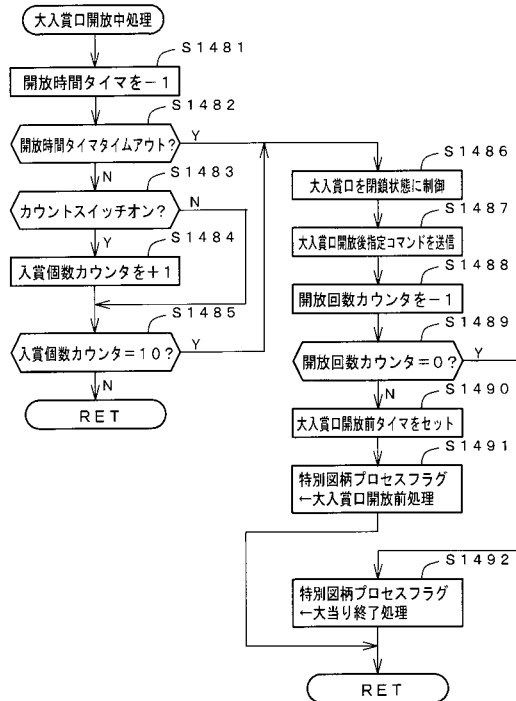 大入賞口開放中処理
S1481
開放時間タイマを－1
S1482
開放時間タイマタイムアウト?
Y
N
S1483
カウントスイッチオン?
N
Y
S1484
入賞個数カウンタを＋1
S1485
入賞個数カウンタ＝10?
Y
N
RET
S1486
大入賞口を閉鎖状態に制御
S1487
大入賞口開放後指定コマンドを送信
S1488
開放回数カウンタを－1
S1489
開放回数カウンタ＝0?
Y
N
S1490
大入賞口開放前タイマをセット
S1491
特別図柄プロセスフラグ
←大入賞口開放前処理
S1492
特別図柄プロセスフラグ
←大当り終了処理
RET